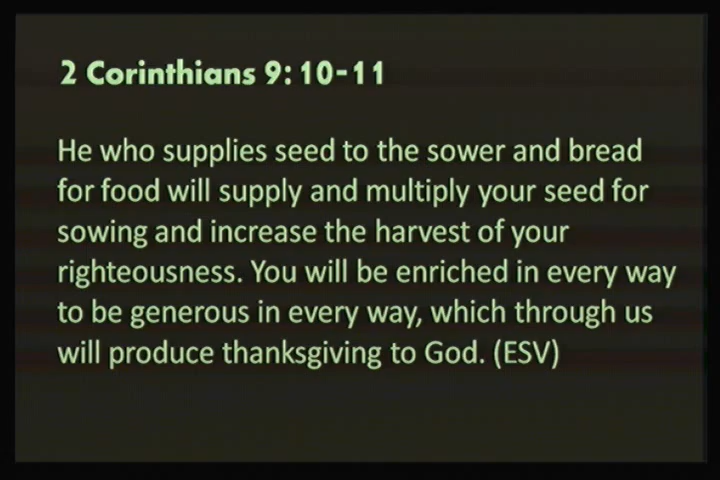 2 Corinthians 9:10-11
He who supplies seed to the sower and bread
for food will supply and multiply your seed for
sowing and increase the harvest of your
righteousness. You will be enriched in every way
to be generous in every way, which through us
will produce thanksgiving to God. (ESV)